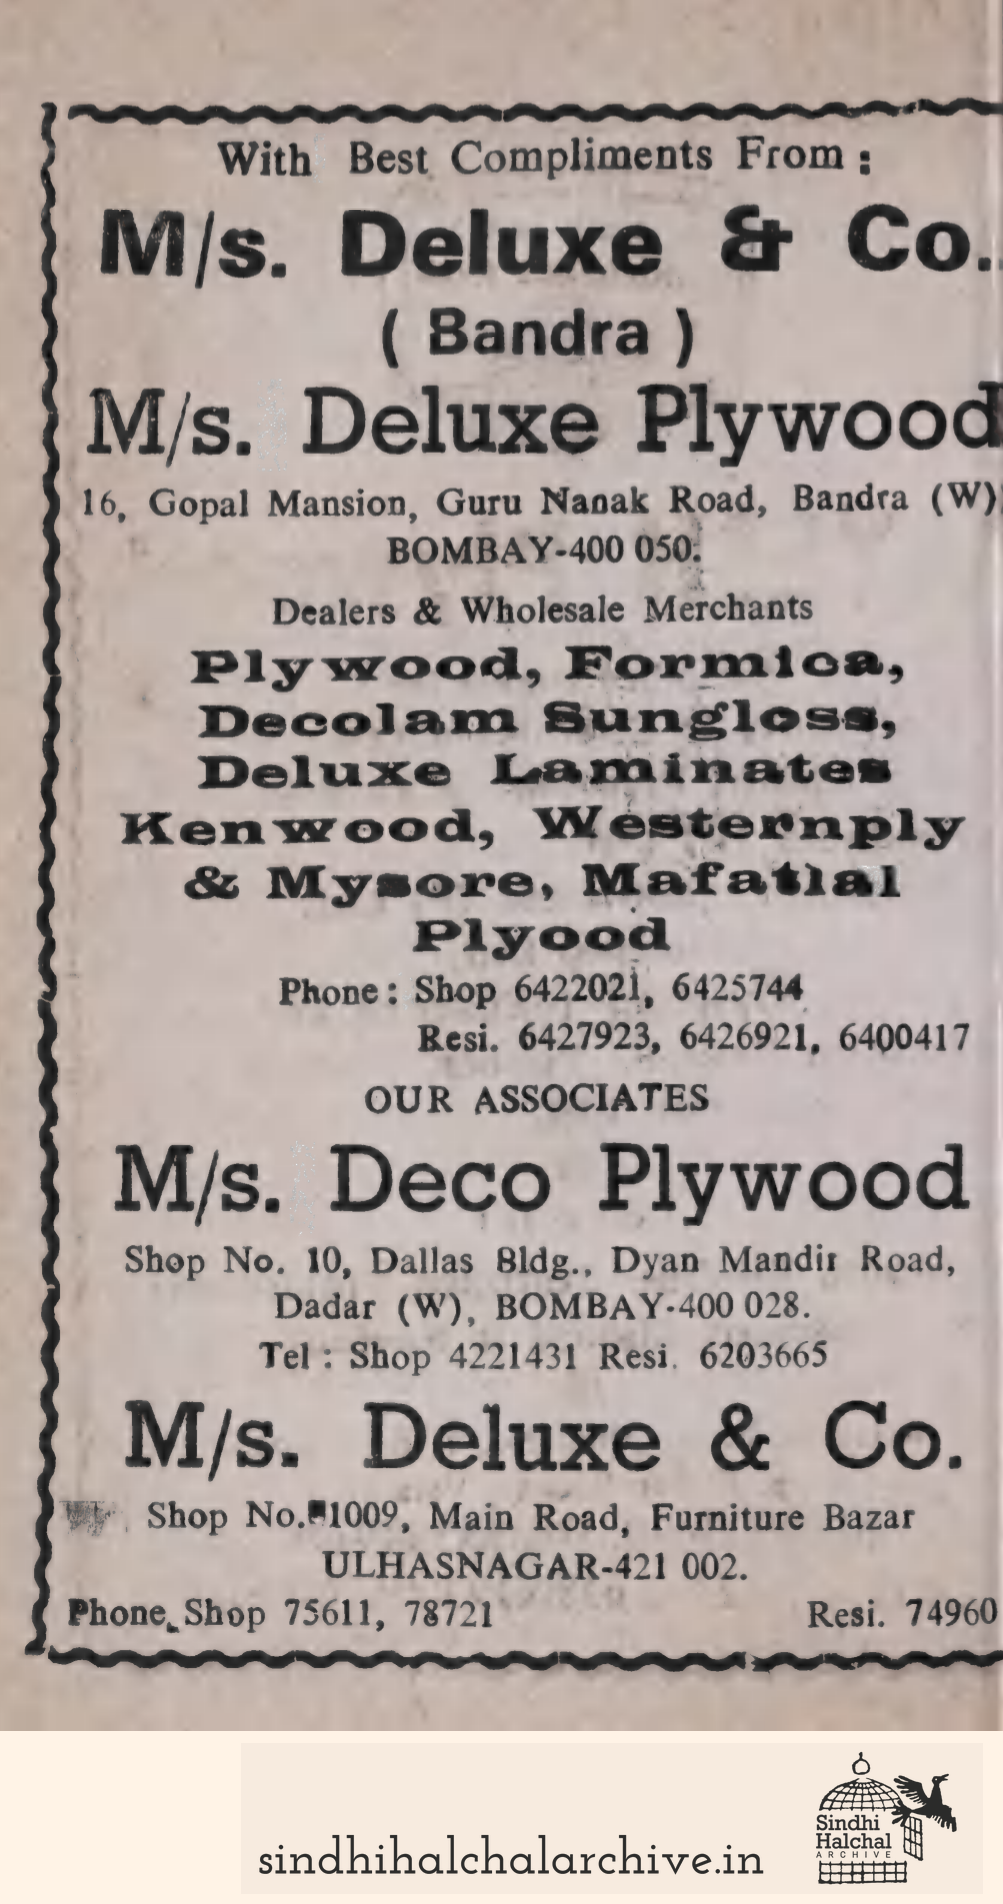 With Best Compliments From :
M/s. Deluxe & Co.
( Bandra )
M/s. Deluxe Plywood
16, Gopal Mansion, Guru Nanak Road, Bandra (W)
BOMBAY-400 050.
Dealers & Wholesale Merchants
Plywood, Formica,
Decolam Sungloss,
Deluxe Laminates
Kenwood, Westernply
& Mysore, Mafatlal
Plyood
Phone : Shop 6422021, 6425744
Resi. 6427923, 6426921, 6400417
OUR ASSOCIATES
M/s. Deco Plywood
Shop No. 10, Dallas Bldg., Dyan Mandir Road,
Dadar (W), BOMBAY-400 028.
Tel : Shop 4221431 Resi. 6203665
M/s. Deluxe & Co.
Shop No. 1009, Main Road, Furniture Bazar
ULHASNAGAR-421 002.
Phone. Shop 75611, 78721 Resi. 74960
sindhihalchalarchive.in
Sindhi
Halchal
ARCHIVE